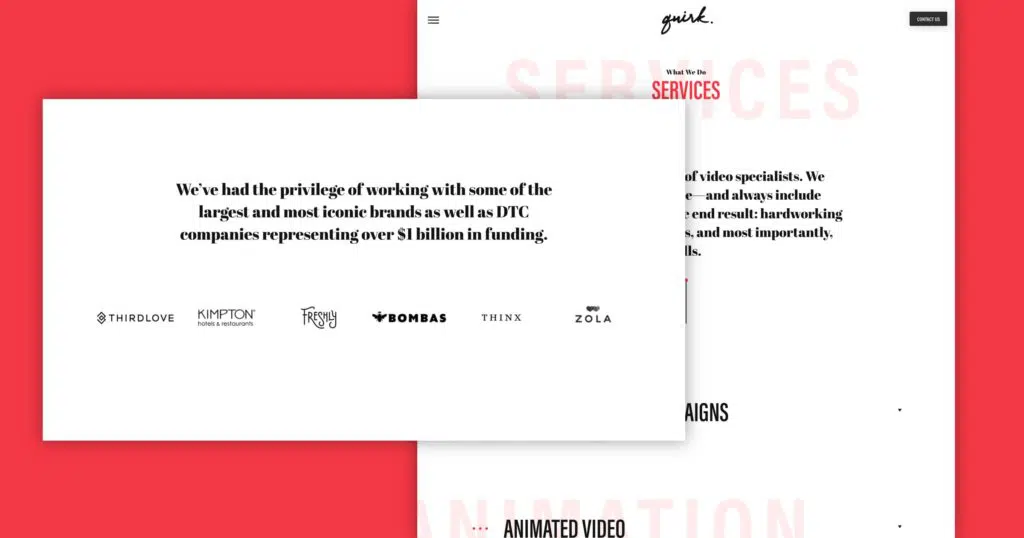 quirk.
CONTACT US
SERVICES
What We Do
SERVICES
We’ve had the privilege of working with some of the
largest and most iconic brands as well as DTC
companies representing over $1 billion in funding.
THIRDLOVE
KIMPTON®
hotels & restaurants
FRESHLY
BOMBAS
THINX
ZOLA
of video specialists. We
e—and always include
e end result: hardworking
s, and most importantly,
lls.
AIGNS
ANIMATION
ANIMATED VIDEO